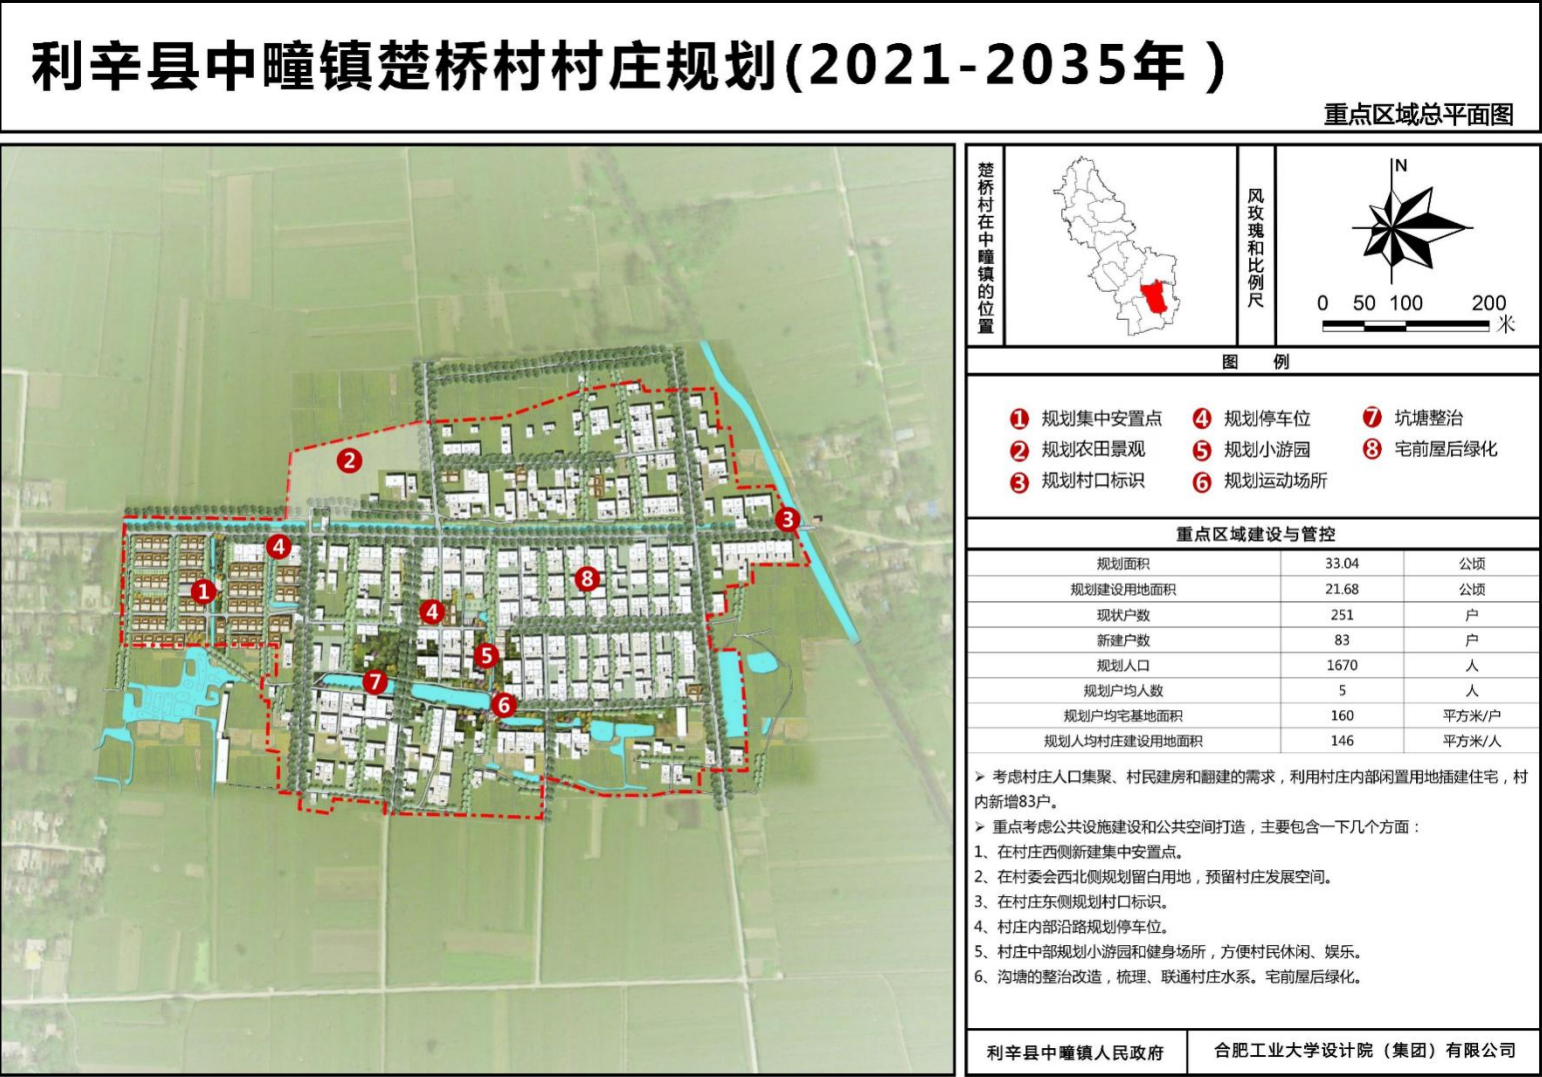 利辛县中疃镇楚桥村村庄规划(2021-2035年)
重点区域总平面图
楚桥村在中疃镇的位置
风玫瑰和比例尺
N
0 50 100 200
米
图 例
1 规划集中安置点 4 规划停车位 7 坑塘整治
2 规划农田景观 5 规划小游园 8 宅前屋后绿化
3 规划村口标识 6 规划运动场所
重点区域建设与管控
规划面积 33.04 公顷
规划建设用地面积 21.68 公顷
现状户数 251 户
新建户数 83 户
规划人口 1670 人
规划户均人数 5 人
规划户均宅基地面积 160 平方米/户
规划人均村庄建设用地面积 146 平方米/人
➢ 考虑村庄人口集聚、村民建房和翻建的需求，利用村庄内部闲置用地插建住宅，村
内新增83户。
➢ 重点考虑公共设施建设和公共空间打造，主要包含一下几个方面：
1、在村庄西侧新建集中安置点。
2、在村委会西北侧规划留白用地，预留村庄发展空间。
3、在村庄东侧规划村口标识。
4、村庄内部沿路规划停车位。
5、村庄中部规划小游园和健身场所，方便村民休闲、娱乐。
6、沟塘的整治改造，梳理、联通村庄水系。宅前屋后绿化。
利辛县中疃镇人民政府
合肥工业大学设计院（集团）有限公司
2
3
4
8
1
4
5
7
6